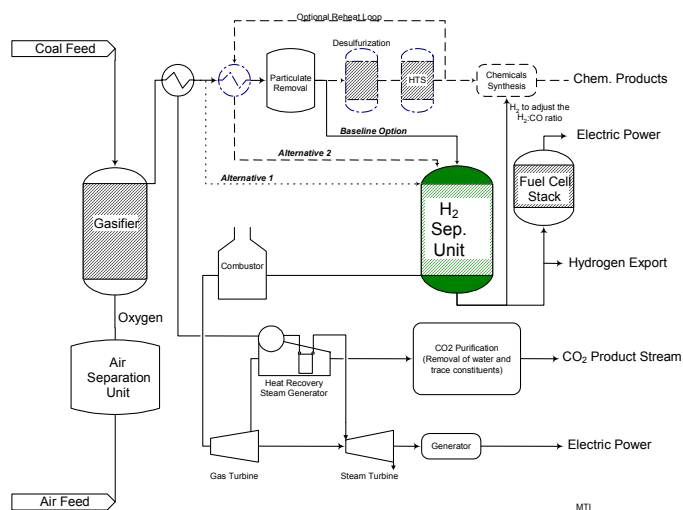 Optional Reheat Loop
Coal Feed
Desulfurization
Particulate
Removal
HTS
Chemicals
Synthesis
Chem. Products
H2 to adjust the
H2:CO ratio
Baseline Option
Electric Power
Alternative 2
Alternative 1
Fuel Cell
Stack
Gasifier
H2
Sep.
Unit
Combustor
Hydrogen Export
Oxygen
Air
Separation
Unit
CO2 Purification
(Removal of water and
trace constituents)
CO2 Product Stream
Heat Recovery
Steam Generator
Generator
Electric Power
Gas Turbine
Steam Turbine
Air Feed
MTI